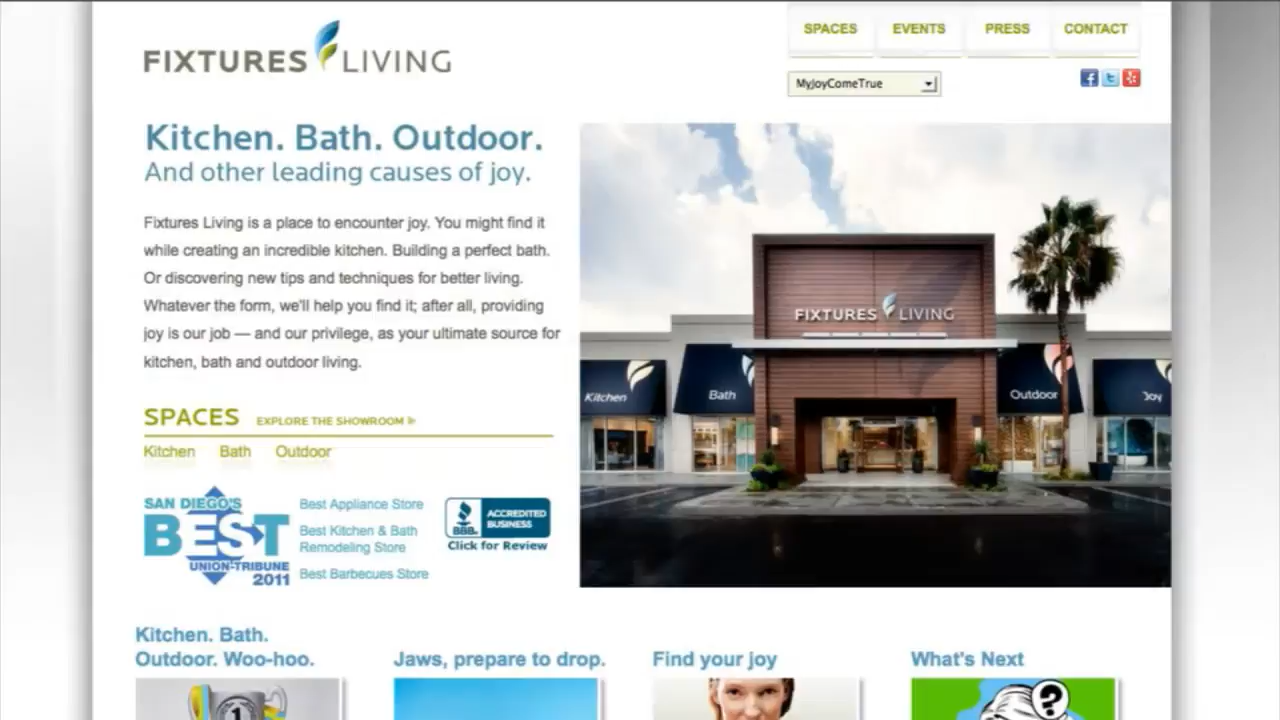 FIXTURES LIVING
SPACES
EVENTS
PRESS
CONTACT
MyJoyComeTrue
Kitchen. Bath. Outdoor.
And other leading causes of joy.
Fixtures Living is a place to encounter joy. You might find it
while creating an incredible kitchen. Building a perfect bath.
Or discovering new tips and techniques for better living.
Whatever the form, we'll help you find it; after all, providing
joy is our job — and our privilege, as your ultimate source for
kitchen, bath and outdoor living.
FIXTURES LIVING
Kitchen
Bath
Outdoor
Joy
SPACES EXPLORE THE SHOWROOM
Kitchen Bath Outdoor
SAN DIEGO'S
BEST
UNION-TRIBUNE
2011
Best Appliance Store
Best Kitchen & Bath
Remodeling Store
Best Barbecues Store
BBB.
ACCREDITED
BUSINESS
Click for Review
Kitchen. Bath.
Outdoor. Woo-hoo.
Jaws, prepare to drop.
Find your joy
What's Next
1
?